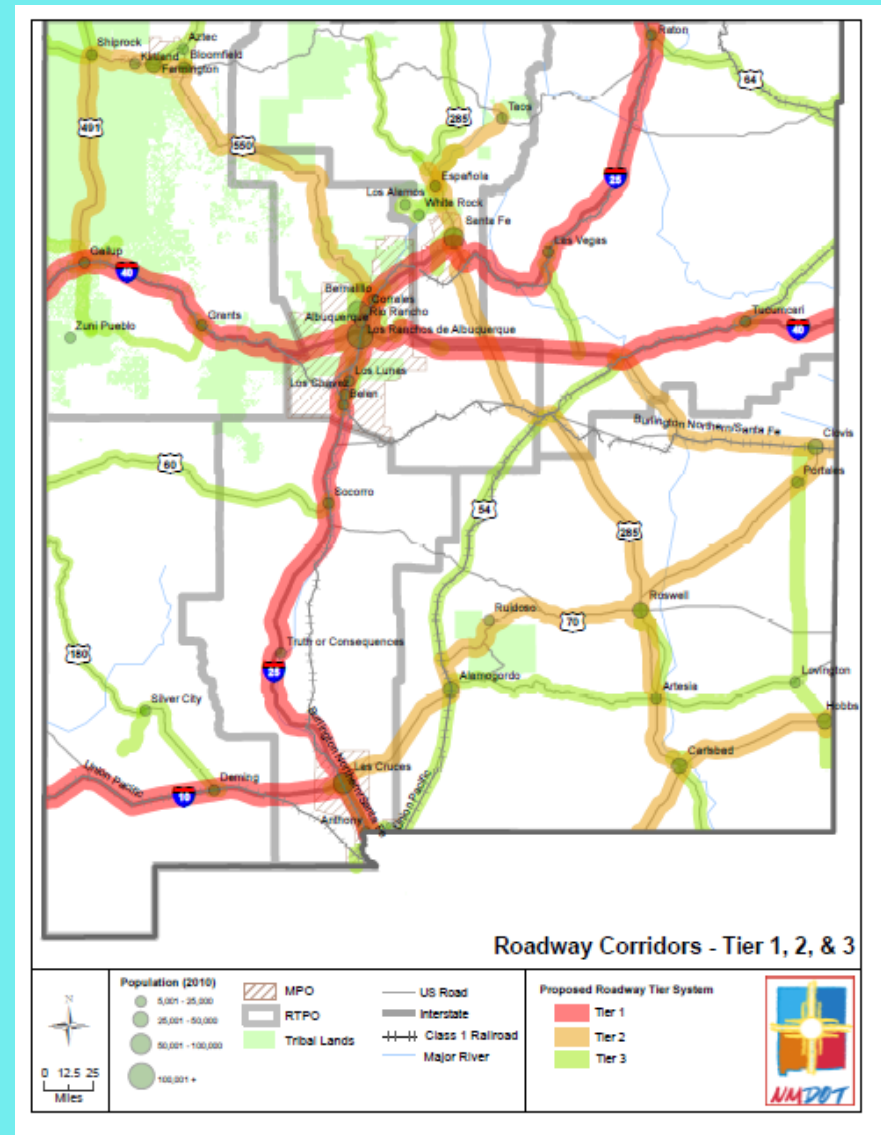 Raton
Aztec
Shiprock
Kirtland
Bloomfield
Farmington
64
Taos
285
491
550
Española
Los Alamos
25
White Rock
Santa Fe
Las Vegas
Gallup
40
Bernalillo
Corrales
Tucumcari
Rio Rancho
Grants
Albuquerque
40
Zuni Pueblo
Los Ranchos de Albuquerque
Los Lunas
Los Chavez
Belen
Burlington Northern/Santa Fe
Clovis
60
Portales
Socorro
54
285
Roswell
Ruidoso
70
Truth or Consequences
180
25
Alamogordo
Lovington
Artesia
Silver City
Hobbs
Burlington Northern/Santa Fe
Carlsbad
Las Cruces
Union Pacific
Deming
10
Union Pacific
Anthony
Roadway Corridors - Tier 1, 2, & 3
N
0 12.5 25
Miles
Population (2010)
5,001 - 25,000
25,001 - 50,000
50,001 - 100,000
100,001 +
MPO
RTPO
Tribal Lands
US Road
Interstate
Class 1 Railroad
Major River
Proposed Roadway Tier System
Tier 1
Tier 2
Tier 3
NMDOT